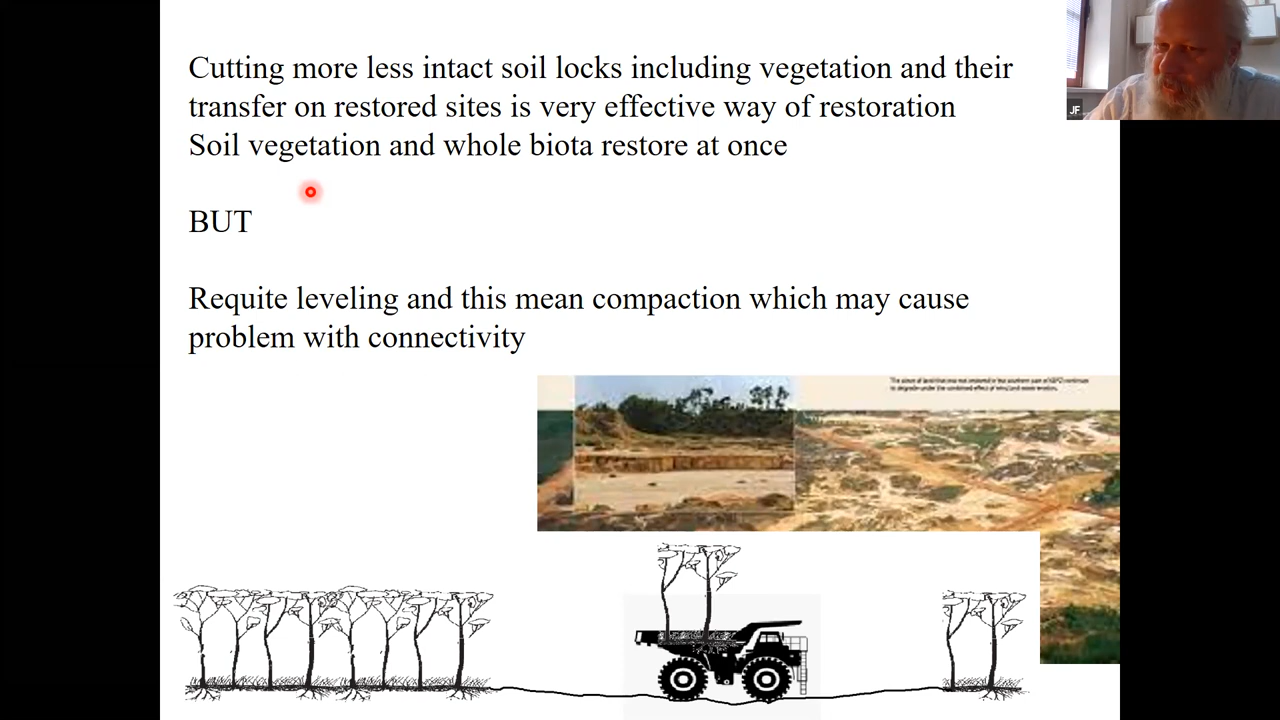 Cutting more less intact soil locks including vegetation and their
transfer on restored sites is very effective way of restoration
Soil vegetation and whole biota restore at once
BUT
Requite leveling and this mean compaction which may cause
problem with connectivity
JF